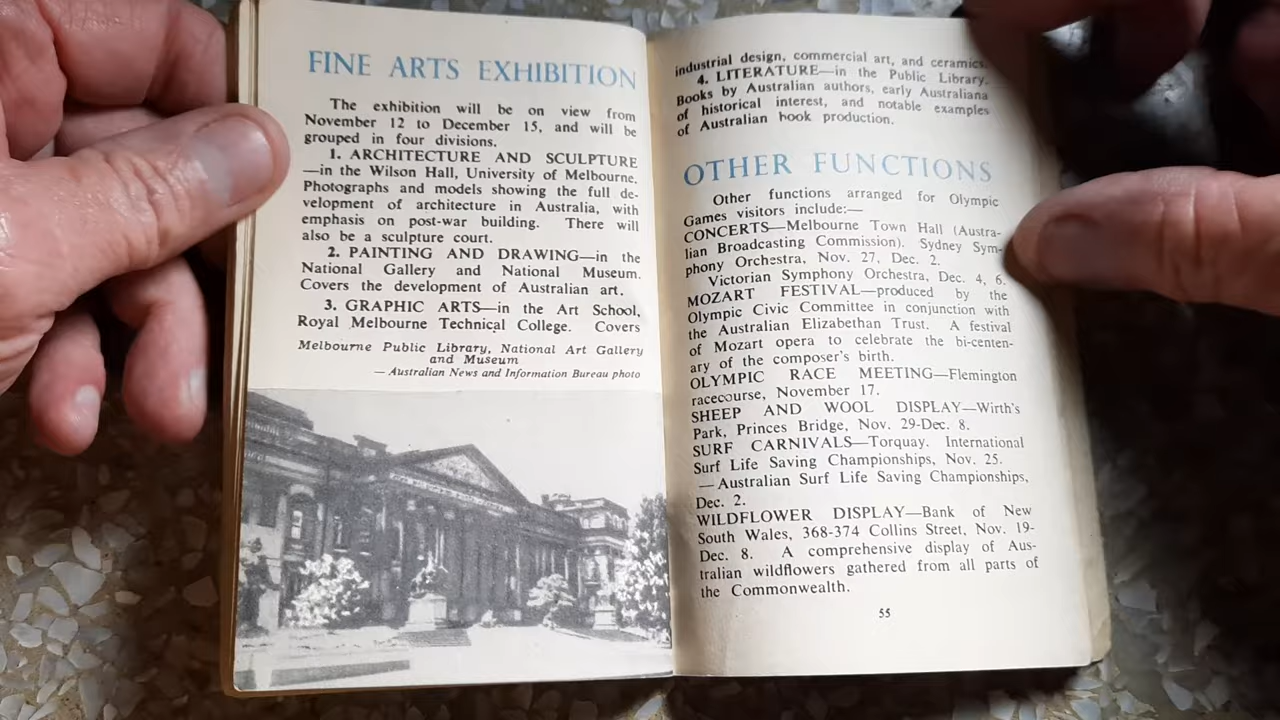 FINE ARTS EXHIBITION
The exhibition will be on view from
November 12 to December 15, and will be
grouped in four divisions.
1. ARCHITECTURE AND SCULPTURE
—in the Wilson Hall, University of Melbourne.
Photographs and models showing the full de-
velopment of architecture in Australia, with
emphasis on post-war building. There will
also be a sculpture court.
2. PAINTING AND DRAWING—in the
National Gallery and National Museum.
Covers the development of Australian art.
3. GRAPHIC ARTS—in the Art School,
Royal Melbourne Technical College. Covers
Melbourne Public Library, National Art Gallery
and Museum
— Australian News and Information Bureau photo
industrial design, commercial art, and ceramics.
4. LITERATURE—in the Public Library.
Books by Australian authors, early Australiana
of historical interest, and notable examples
of Australian book production.
OTHER FUNCTIONS
Other functions arranged for Olympic
Games visitors include:—
CONCERTS—Melbourne Town Hall (Austra-
lian Broadcasting Commission). Sydney Sym-
phony Orchestra, Nov. 27, Dec. 2.
Victorian Symphony Orchestra, Dec. 4, 6.
MOZART FESTIVAL—produced by the
Olympic Civic Committee in conjunction with
the Australian Elizabethan Trust. A festival
of Mozart opera to celebrate the bi-centen-
ary of the composer's birth.
OLYMPIC RACE MEETING—Flemington
racecourse, November 17.
SHEEP AND WOOL DISPLAY—Wirth's
Park, Princes Bridge, Nov. 29-Dec. 8.
SURF CARNIVALS—Torquay. International
Surf Life Saving Championships, Nov. 25.
—Australian Surf Life Saving Championships,
Dec. 2.
WILDFLOWER DISPLAY—Bank of New
South Wales, 368-374 Collins Street, Nov. 19-
Dec. 8. A comprehensive display of Aus-
tralian wildflowers gathered from all parts of
the Commonwealth.
55